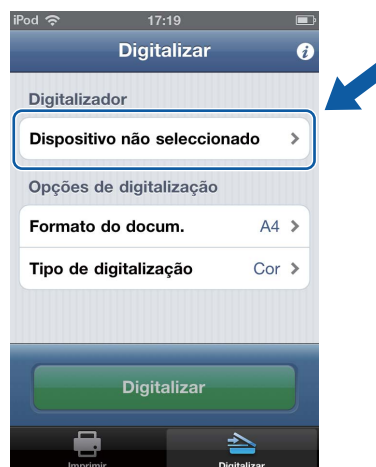 iPod 17:19
Digitalizar
Digitalizador
Dispositivo não seleccionado
Opções de digitalização
Formato do docum. A4
Tipo de digitalização Cor
Digitalizar
Imprimir Digitalizar